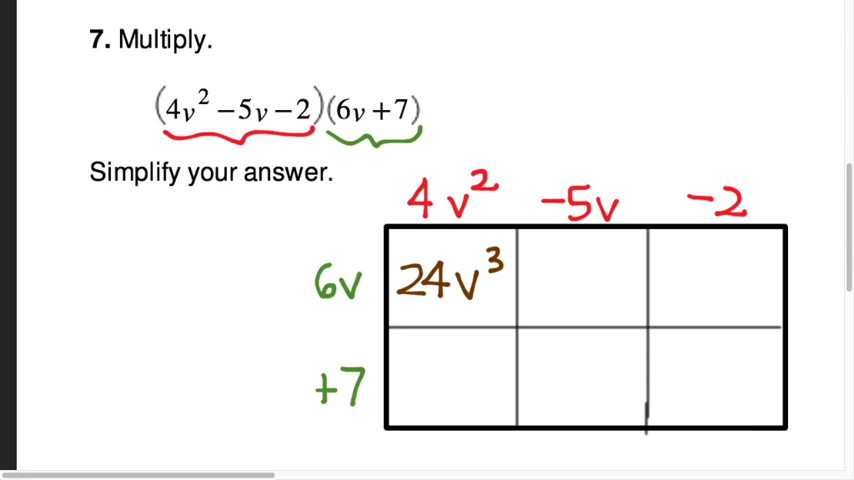 7. Multiply.
(4v² −5v −2)(6v +7)
Simplify your answer.
4v² −5v −2
6v 24v³
+7